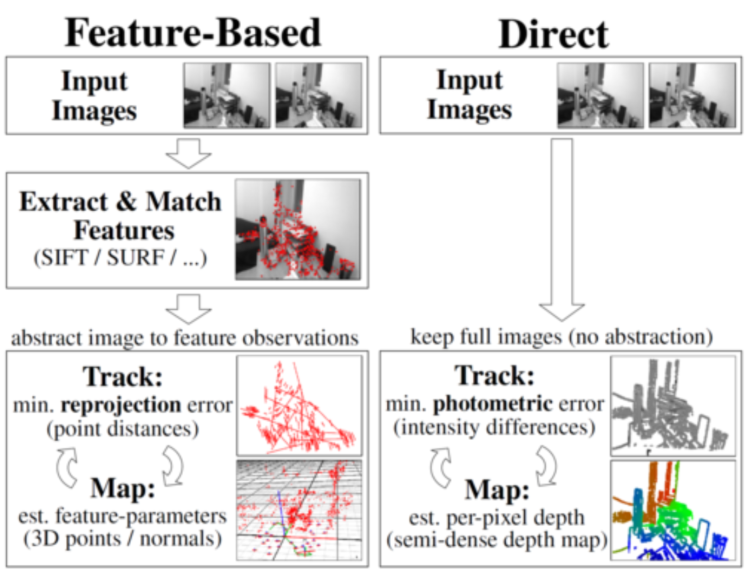 Feature-Based
Input
Images
Extract & Match
Features
(SIFT / SURF / ...)
abstract image to feature observations
Track:
min. reprojection error
(point distances)
Map:
est. feature-parameters
(3D points / normals)
Direct
Input
Images
keep full images (no abstraction)
Track:
min. photometric error
(intensity differences)
Map:
est. per-pixel depth
(semi-dense depth map)